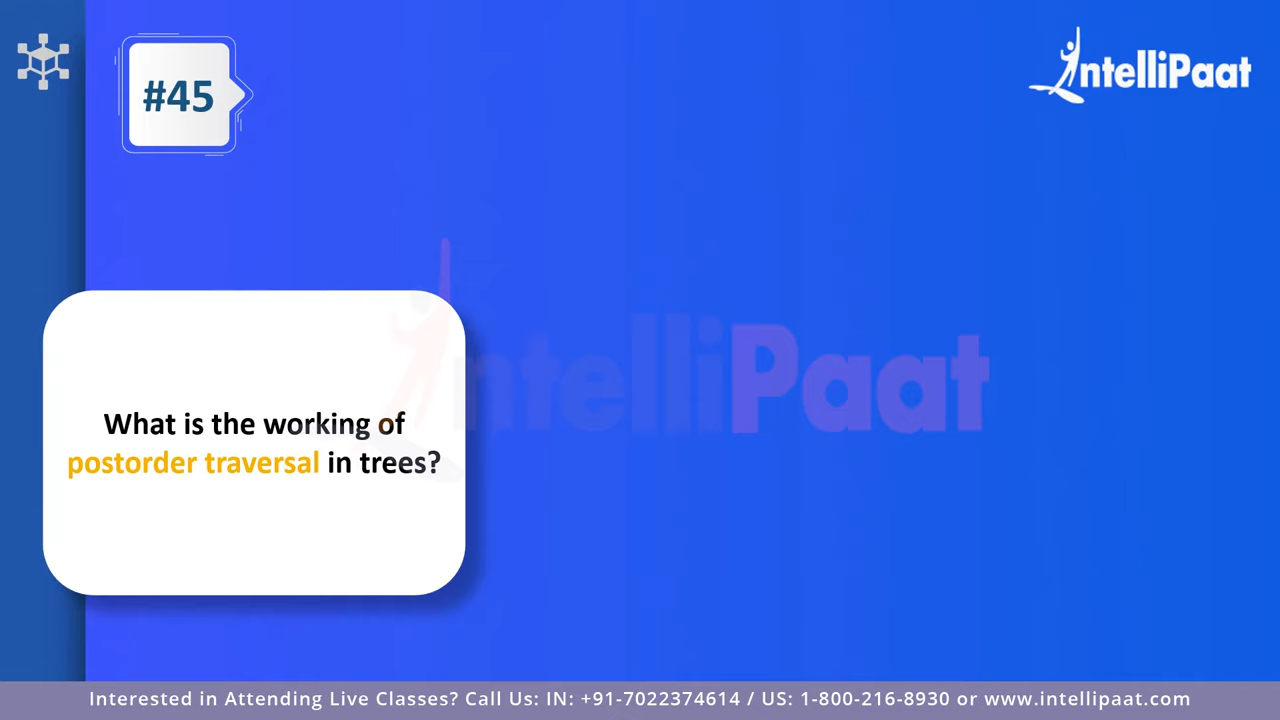 #45
IntelliPaat
What is the working of
postorder traversal in trees?
IntelliPaat
Interested in Attending Live Classes? Call Us: IN: +91-7022374614 / US: 1-800-216-8930 or www.intellipaat.com